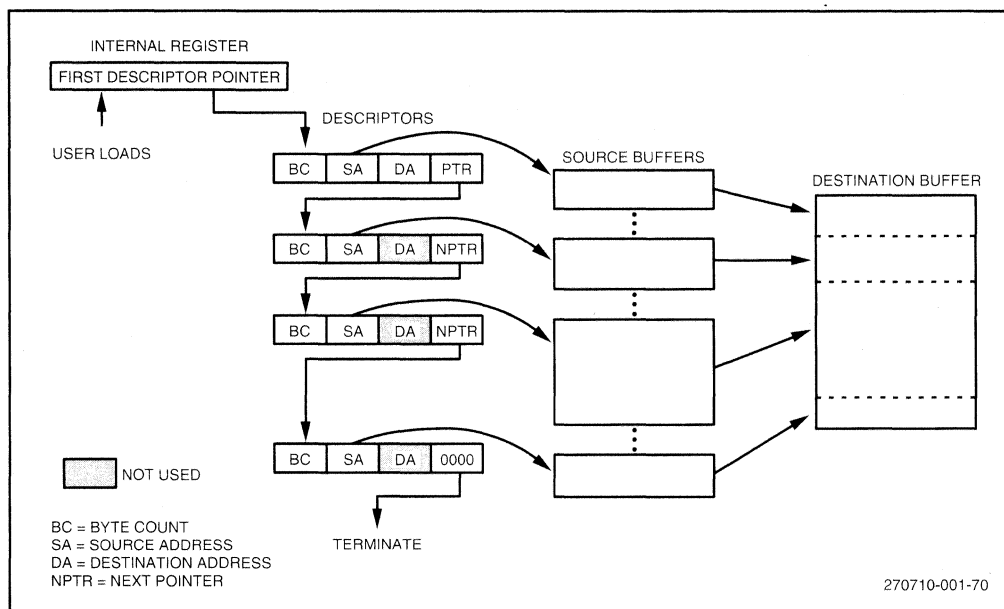 INTERNAL REGISTER
FIRST DESCRIPTOR POINTER
USER LOADS
DESCRIPTORS
BC SA DA PTR
BC SA DA NPTR
BC SA DA NPTR
BC SA DA 0000
TERMINATE
SOURCE BUFFERS
DESTINATION BUFFER
NOT USED
BC = BYTE COUNT
SA = SOURCE ADDRESS
DA = DESTINATION ADDRESS
NPTR = NEXT POINTER
270710-001-70